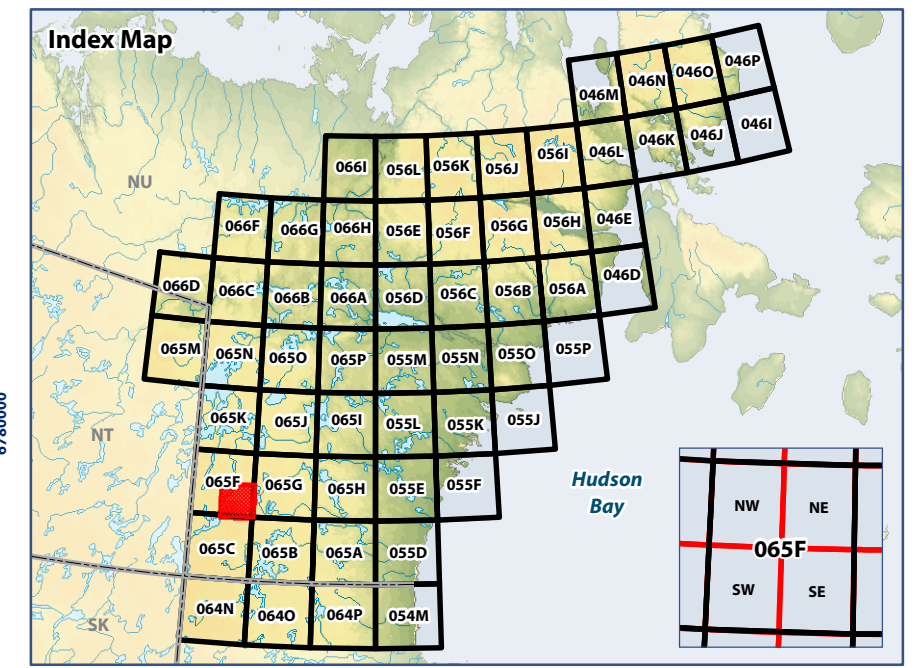 Index Map
046M 046N 046O 046P
066I 056L 056K 056J 056I 046L 046K 046J 046I
NU
066F 066G 066H 056E 056F 056G 056H 046E
066D 066C 066B 066A 056D 056C 056B 056A 046D
065M 065N 065O 065P 055M 055N 055O 055P
6780000
NT
065K 065J 065I 055L 055K 055J
065F 065G 065H 055E 055F
Hudson
Bay
065C 065B 065A 055D
064N 064O 064P 054M
SK
NW NE
065F
SW SE